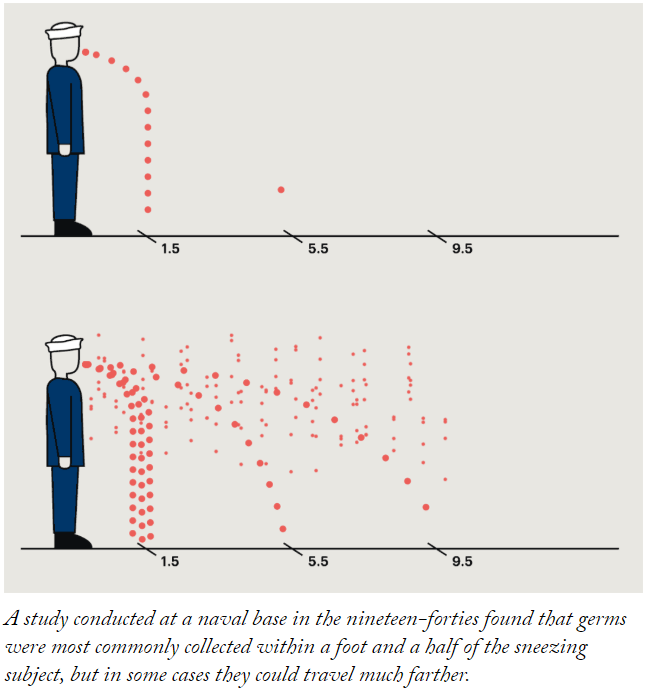 1.5 5.5 9.5
1.5 5.5 9.5
A study conducted at a naval base in the nineteen-forties found that germs
were most commonly collected within a foot and a half of the sneezing
subject, but in some cases they could travel much farther.